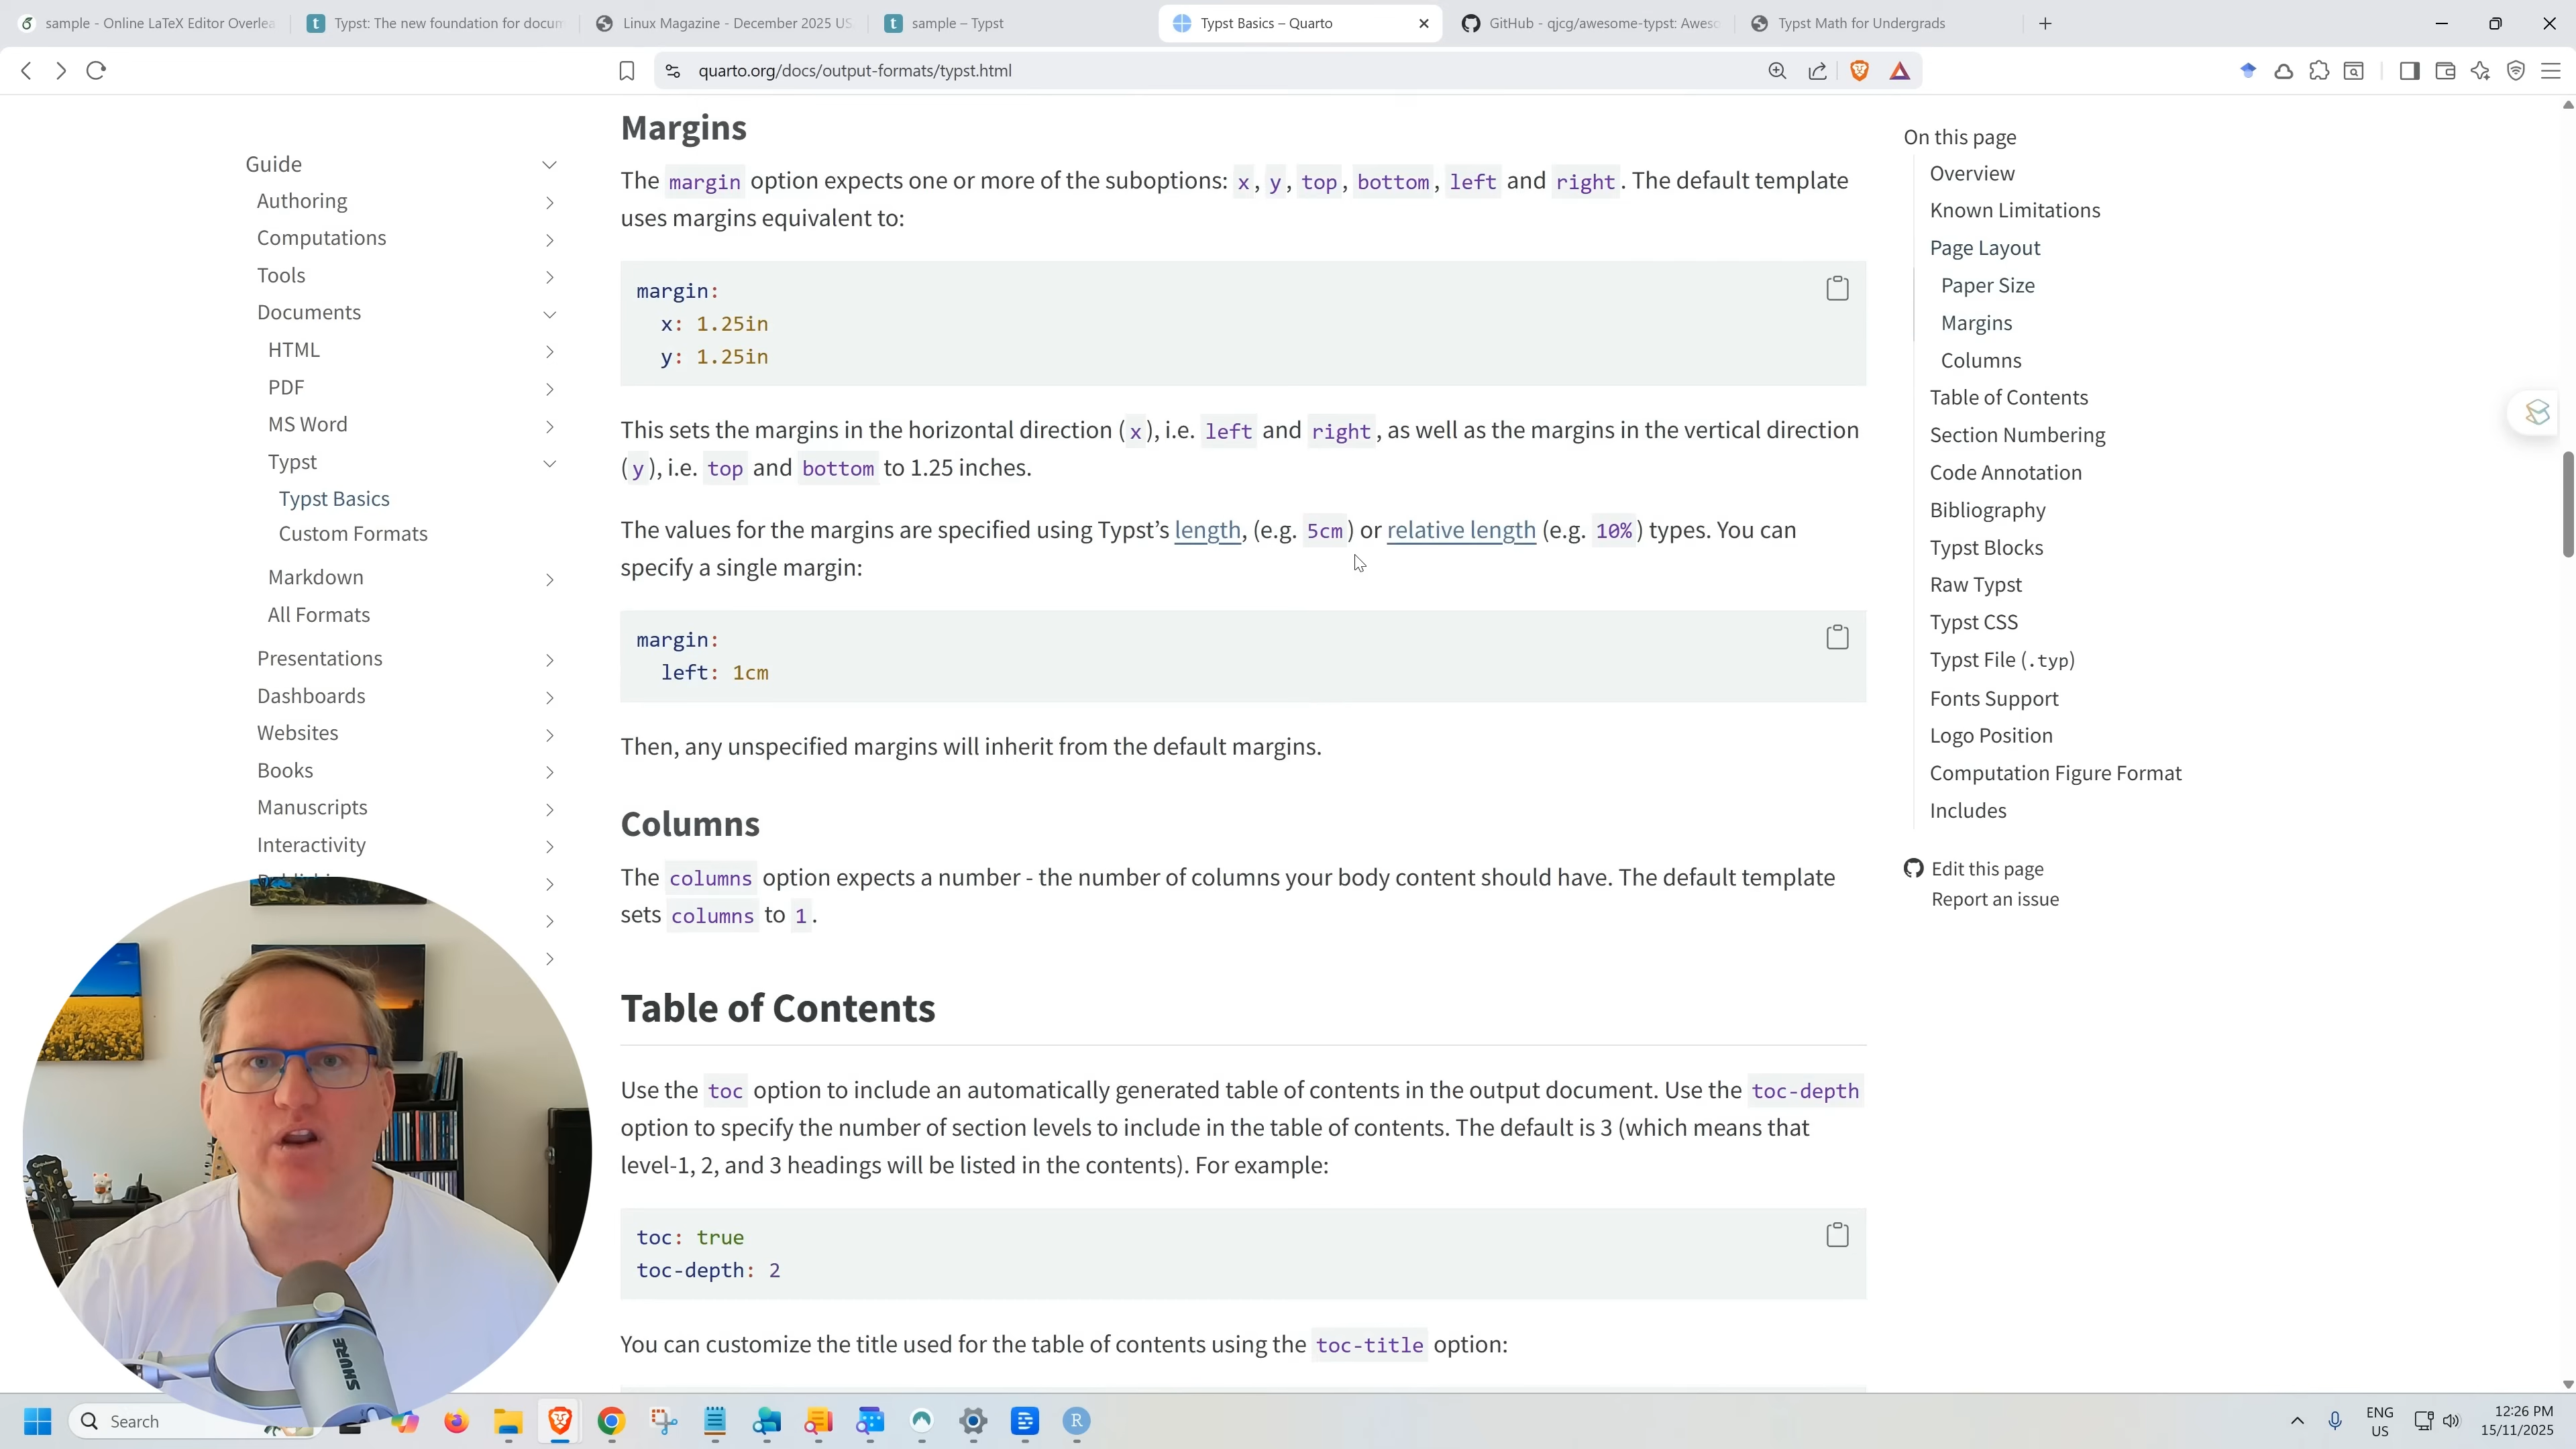 sample - Online LaTeX Editor Overlea
Typst: The new foundation for docum
Linux Magazine - December 2025 US
sample – Typst
Typst Basics – Quarto
GitHub - qjcg/awesome-typst: Aweso
Typst Math for Undergrads
quarto.org/docs/output-formats/typst.html
Guide
Authoring
Computations
Tools
Documents
HTML
PDF
MS Word
Typst
Typst Basics
Custom Formats
Markdown
All Formats
Presentations
Dashboards
Websites
Books
Manuscripts
Interactivity
Margins
The margin option expects one or more of the suboptions: x, y, top, bottom, left and right. The default template
uses margins equivalent to:
margin:
x: 1.25in
y: 1.25in
This sets the margins in the horizontal direction (x), i.e. left and right, as well as the margins in the vertical direction
(y), i.e. top and bottom to 1.25 inches.
The values for the margins are specified using Typst’s length, (e.g. 5cm) or relative length (e.g. 10%) types. You can
specify a single margin:
margin:
left: 1cm
Then, any unspecified margins will inherit from the default margins.
Columns
The columns option expects a number - the number of columns your body content should have. The default template
sets columns to 1.
Table of Contents
Use the toc option to include an automatically generated table of contents in the output document. Use the toc-depth
option to specify the number of section levels to include in the table of contents. The default is 3 (which means that
level-1, 2, and 3 headings will be listed in the contents). For example:
toc: true
toc-depth: 2
You can customize the title used for the table of contents using the toc-title option:
On this page
Overview
Known Limitations
Page Layout
Paper Size
Margins
Columns
Table of Contents
Section Numbering
Code Annotation
Bibliography
Typst Blocks
Raw Typst
Typst CSS
Typst File (.typ)
Fonts Support
Logo Position
Computation Figure Format
Includes
Edit this page
Report an issue
SHURE
Search
R
ENG
US
12:26 PM
15/11/2025